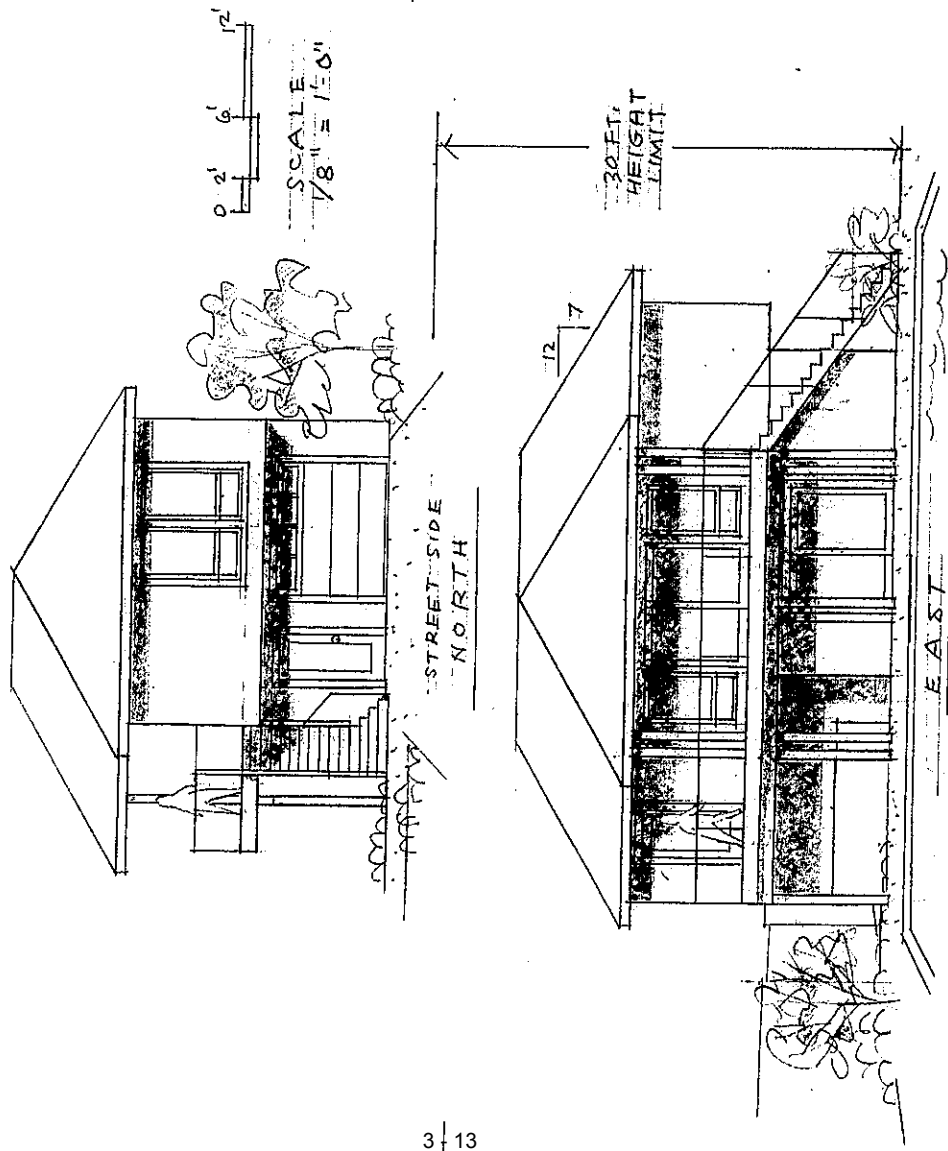 0 2' 6' 12'
SCALE
1/8" = 1'-0"
STREET SIDE
NORTH
30 FT.
HEIGHT
LIMIT
12
7
EAST
3-13